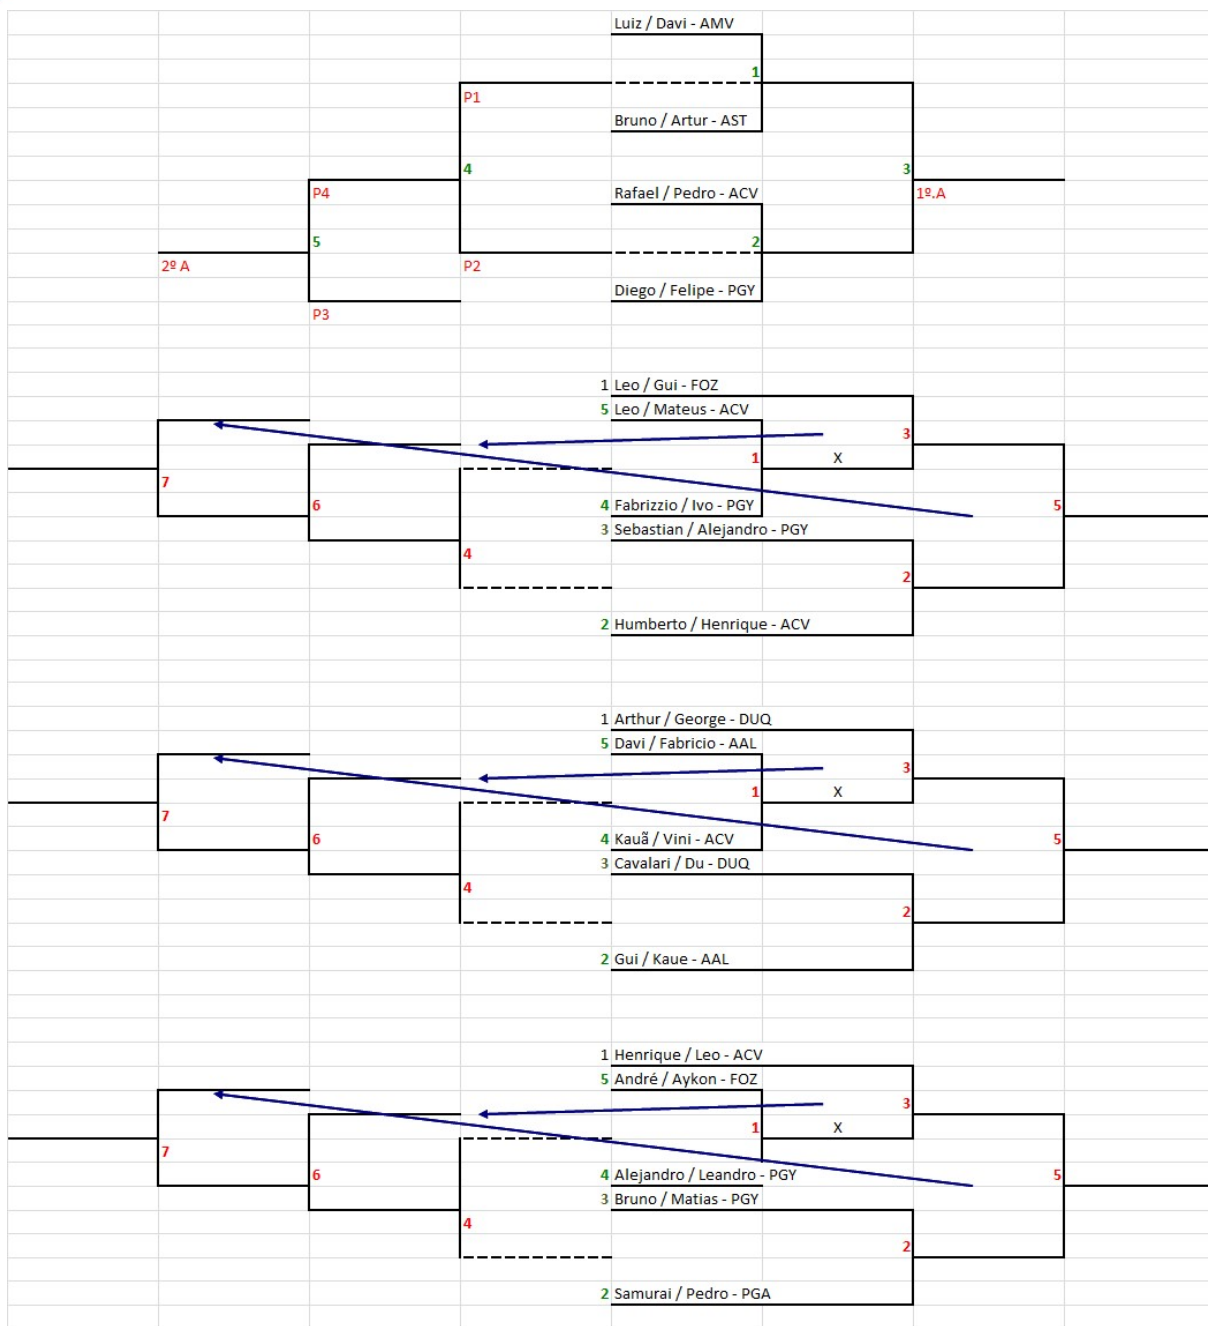 Luiz / Davi - AMV
1
P1
Bruno / Artur - AST
4
3
P4
Rafael / Pedro - ACV
1º.A
5
2
2º A
P2
Diego / Felipe - PGY
P3
1 Leo / Gui - FOZ
5 Leo / Mateus - ACV
3
1
X
7
6
4 Fabrizzio / Ivo - PGY
5
3 Sebastian / Alejandro - PGY
4
2
2 Humberto / Henrique - ACV
1 Arthur / George - DUQ
5 Davi / Fabricio - AAL
3
1
X
7
6
4 Kauã / Vini - ACV
5
3 Cavalari / Du - DUQ
4
2
2 Gui / Kaue - AAL
1 Henrique / Leo - ACV
5 André / Aykon - FOZ
3
1
X
7
6
4 Alejandro / Leandro - PGY
5
3 Bruno / Matias - PGY
4
2
2 Samurai / Pedro - PGA